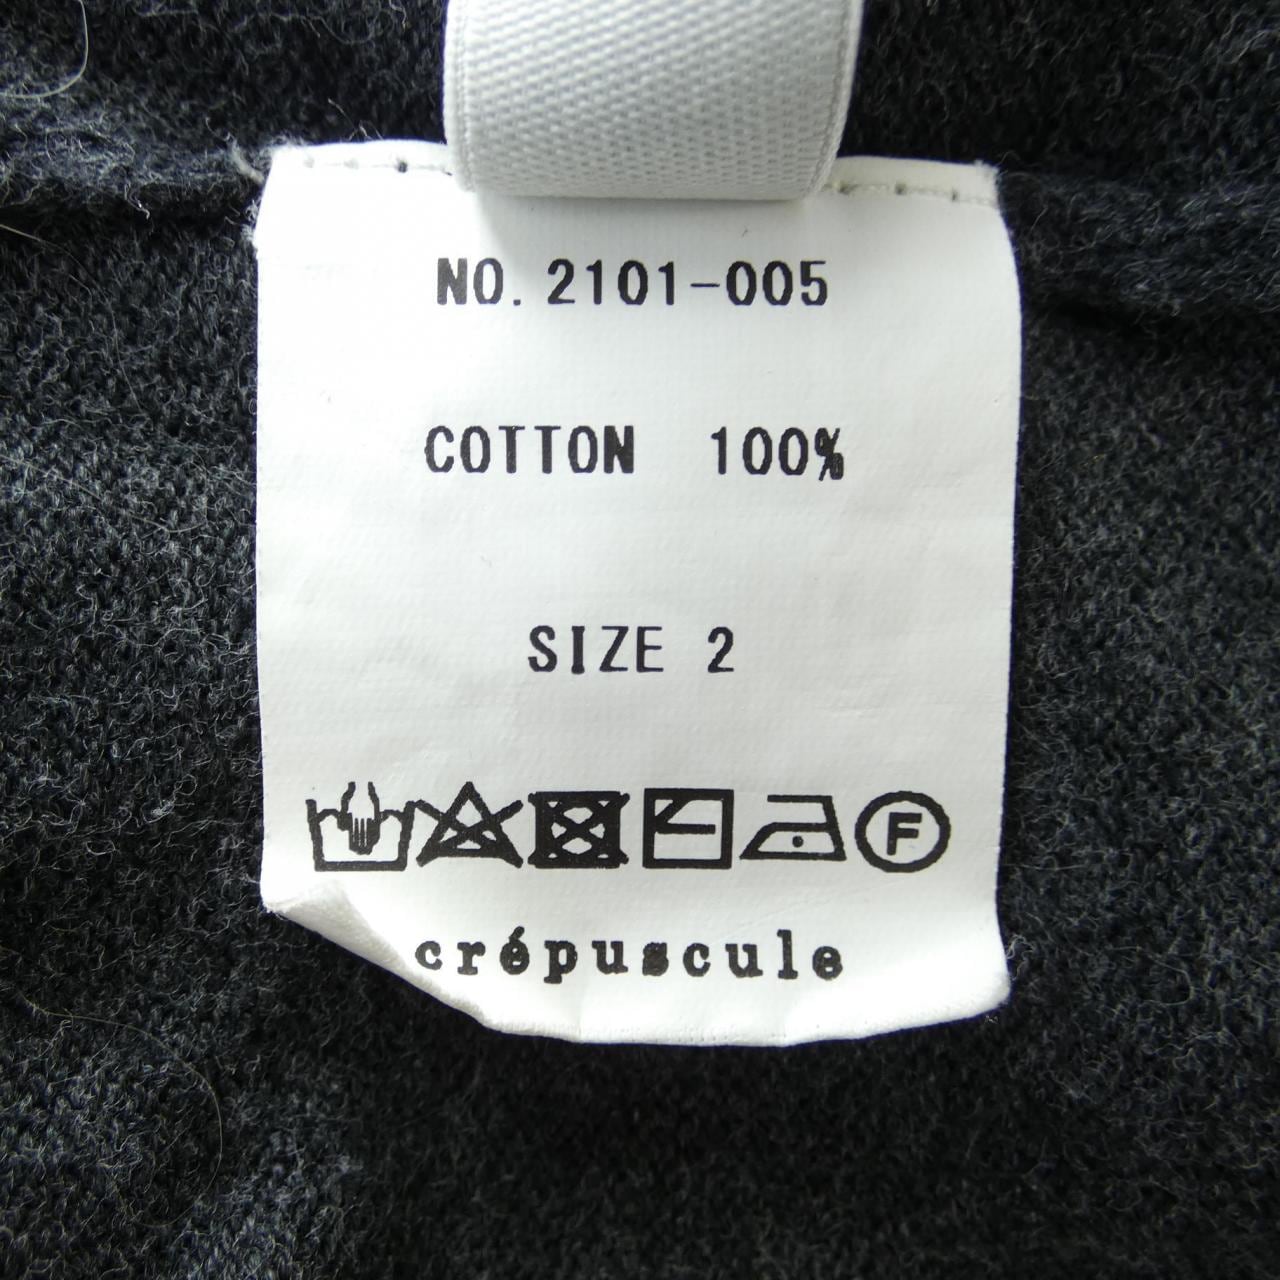 NO. 2101-005
COTTON 100%
SIZE 2
F
crépuscule